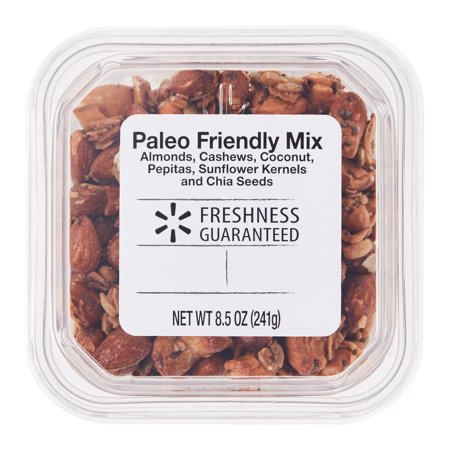 Paleo Friendly Mix
Almonds, Cashews, Coconut,
Pepitas, Sunflower Kernels
and Chia Seeds
FRESHNESS
GUARANTEED
NET WT 8.5 OZ (241g)